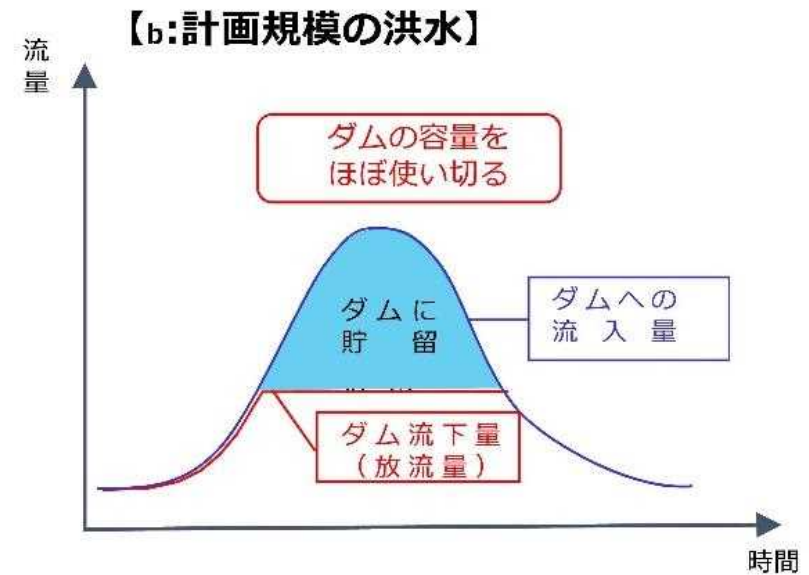 【b:計画規模の洪水】
流
量
ダムの容量を
ほぼ使い切る
ダムに
貯留
ダムへの
流入量
ダム流下量
(放流量)
時間